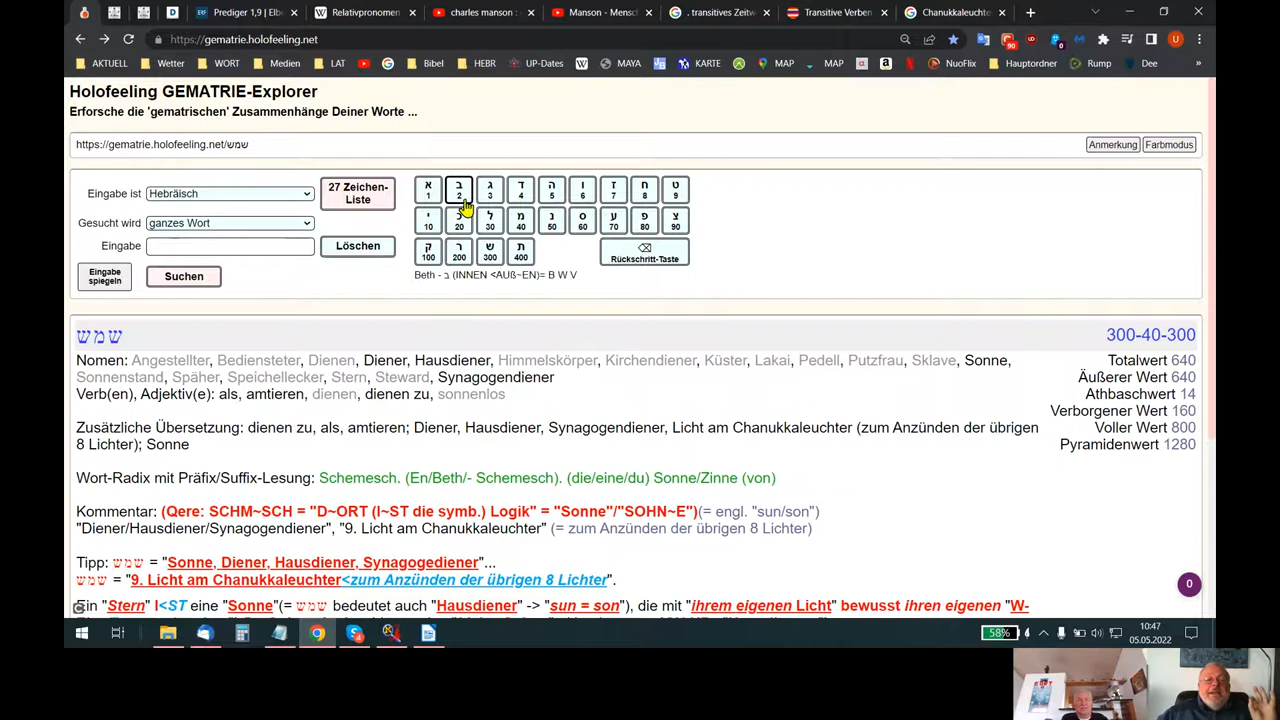 Prediger 1,9 | Elbe
Relativpronomen
charles manson :
Manson - Mensch
. transitives Zeitw
Transitive Verben
Chanukkaleuchte
https://gematrie.holofeeling.net
AKTUELL Wetter WORT Medien LAT Bibel HEBR UP-Dates MAYA KARTE MAP MAP NuoFlix Hauptordner Rump Dee »
Holofeeling GEMATRIE-Explorer
Erforsche die 'gematrischen' Zusammenhänge Deiner Worte ...
https://gematrie.holofeeling.net/שמש
Anmerkung Farbmodus
Eingabe ist Hebräisch 27 Zeichen-Liste
Gesucht wird ganzes Wort
Eingabe Löschen
Eingabe spiegeln Suchen
א ב ג ד ה ו ז ח ט
1 2 3 4 5 6 7 8 9
י כ ל מ נ ס ע פ צ
10 20 30 40 50 60 70 80 90
ק ר ש ת
100 200 300 400 Rückschritt-Taste
Beth - ב (INNEN <AUß~EN)= B W V
שמש 300-40-300
Nomen: Angestellter, Bediensteter, Dienen, Diener, Hausdiener, Himmelskörper, Kirchendiener, Küster, Lakai, Pedell, Putzfrau, Sklave, Sonne,
Sonnenstand, Späher, Speichellecker, Stern, Steward, Synagogendiener
Verb(en), Adjektiv(e): als, amtieren, dienen, dienen zu, sonnenlos
Totalwert 640
Äußerer Wert 640
Athbaschwert 14
Verborgener Wert 160
Voller Wert 800
Pyramidenwert 1280
Zusätzliche Übersetzung: dienen zu, als, amtieren; Diener, Hausdiener, Synagogendiener, Licht am Chanukkaleuchter (zum Anzünden der übrigen
8 Lichter); Sonne
Wort-Radix mit Präfix/Suffix-Lesung: Schemesch. (En/Beth/- Schemesch). (die/eine/du) Sonne/Zinne (von)
Kommentar: (Qere: SCHM~SCH = "D~ORT (I~ST die symb.) Logik" = "Sonne"/"SOHN~E")(= engl. "sun/son")
"Diener/Hausdiener/Synagogendiener", "9. Licht am Chanukkaleuchter" (= zum Anzünden der übrigen 8 Lichter)
Tipp: שמש = "Sonne, Diener, Hausdiener, Synagogediener"...
שמש = "9. Licht am Chanukkaleuchter<zum Anzünden der übrigen 8 Lichter".
Ein "Stern" I<ST eine "Sonne"(= שמש bedeutet auch "Hausdiener" -> "sun = son"), die mit "ihrem eigenen Licht" bewusst ihren eigenen "W-
0
58%
10:47
05.05.2022